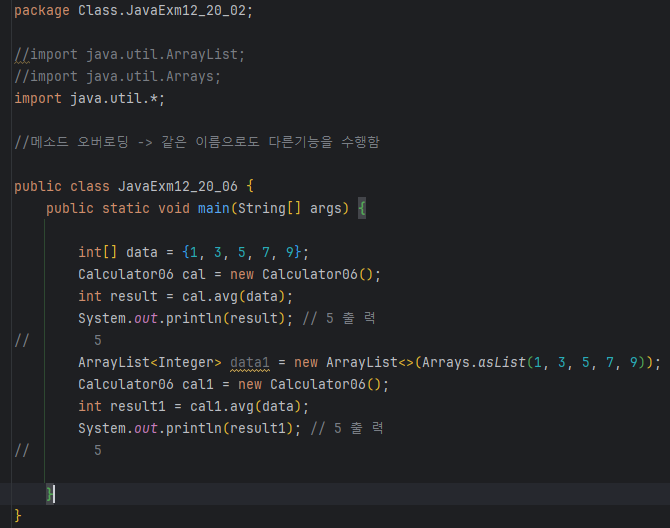 package Class.JavaExm12_20_02;
//import java.util.ArrayList;
//import java.util.Arrays;
import java.util.*;
//메소드 오버로딩 -> 같은 이름으로도 다른기능을 수행함
public class JavaExm12_20_06 {
public static void main(String[] args) {
int[] data = {1, 3, 5, 7, 9};
Calculator06 cal = new Calculator06();
int result = cal.avg(data);
System.out.println(result); // 5 출 력
// 5
ArrayList<Integer> data1 = new ArrayList<>(Arrays.asList(1, 3, 5, 7, 9));
Calculator06 cal1 = new Calculator06();
int result1 = cal1.avg(data);
System.out.println(result1); // 5 출 력
// 5
}
}